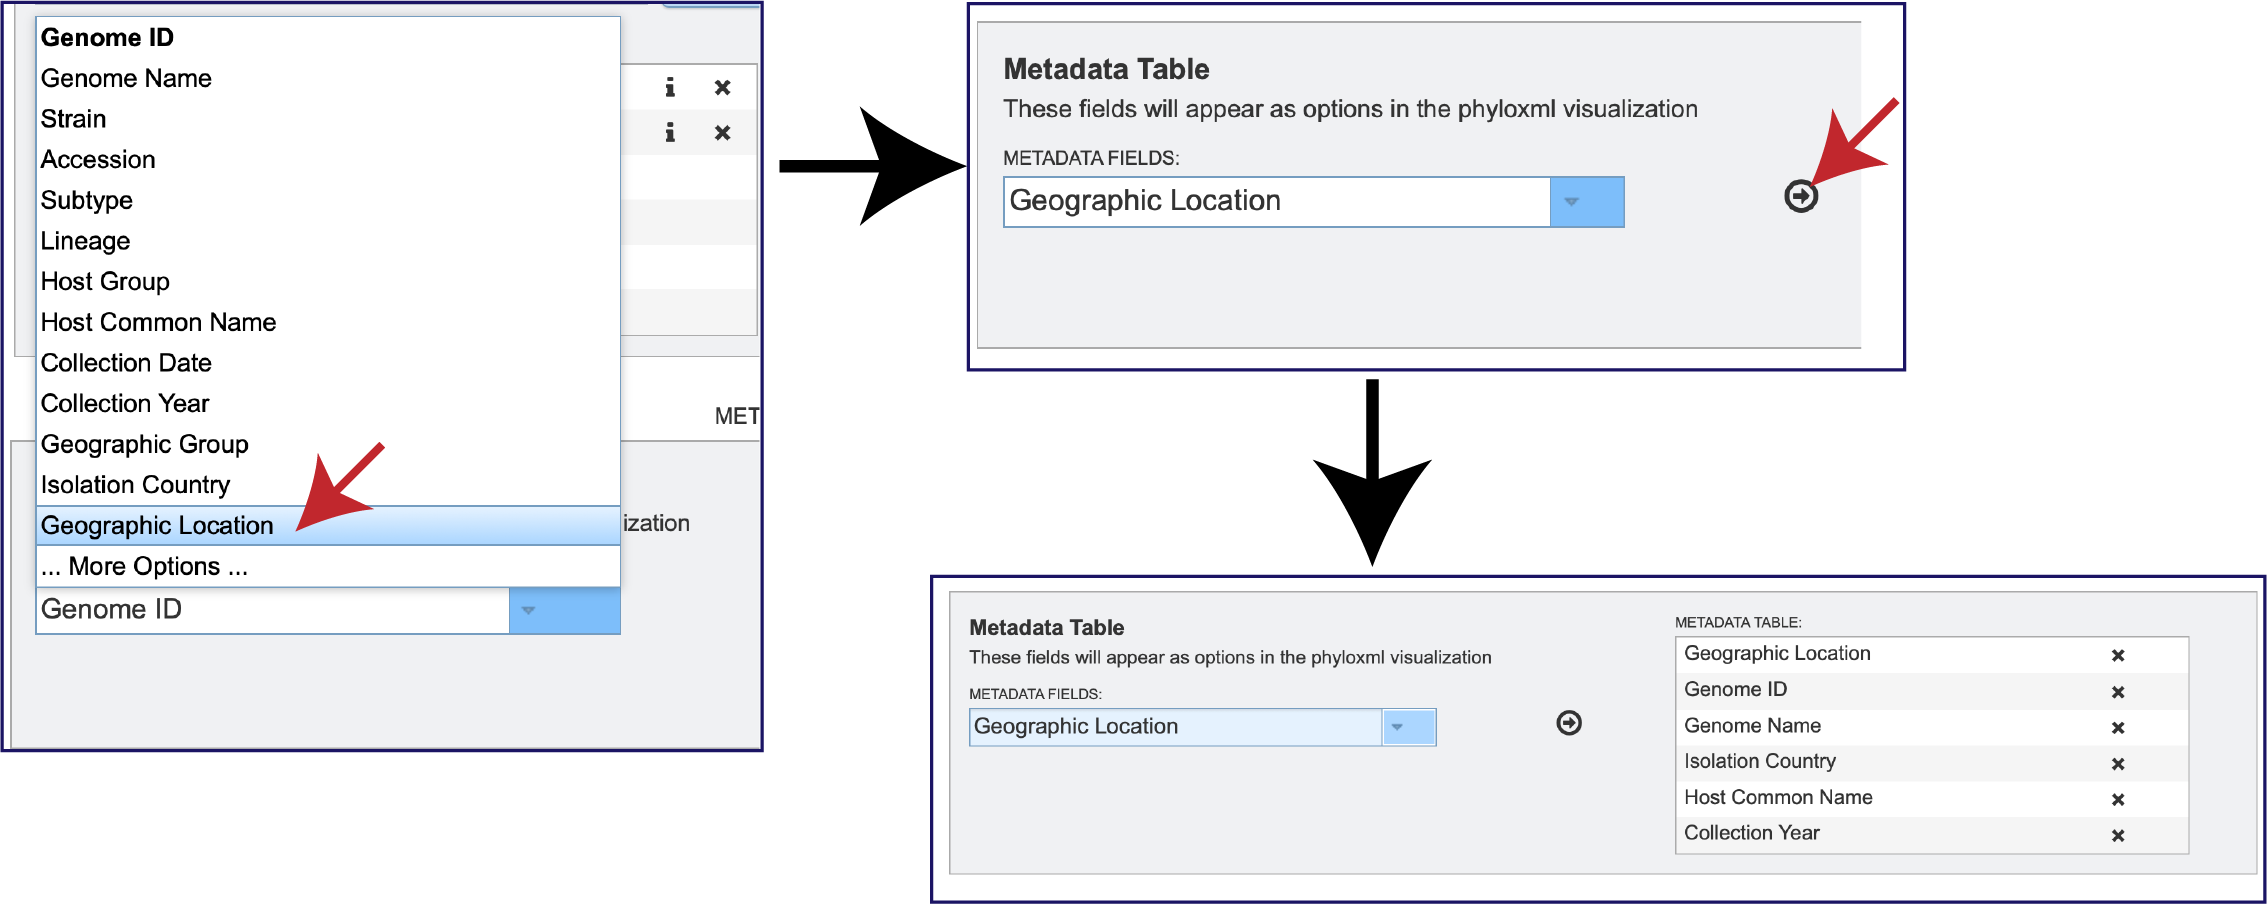 Genome ID
Genome Name
Strain
Accession
Subtype
Lineage
Host Group
Host Common Name
Collection Date
Collection Year
Geographic Group
Isolation Country
Geographic Location
... More Options ...
Genome ID
MET
ization
Metadata Table
These fields will appear as options in the phyloxml visualization
METADATA FIELDS:
Geographic Location
Metadata Table
These fields will appear as options in the phyloxml visualization
METADATA FIELDS:
Geographic Location
METADATA TABLE:
Geographic Location
Genome ID
Genome Name
Isolation Country
Host Common Name
Collection Year